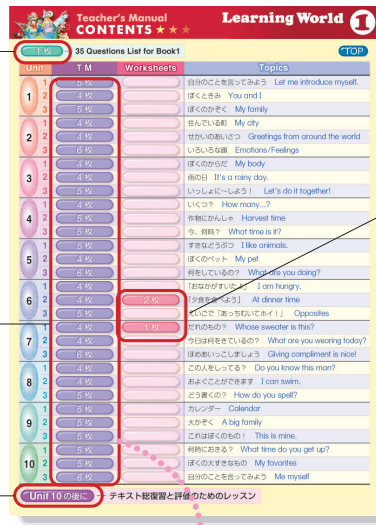 Teacher's Manual
CONTENTS ★ ★ ★
Learning World 1
1 枚 35 Questions List for Book1
TOP
Unit TM Worksheets Topics
1 1 5 枚 自分のことを言ってみよう Let me introduce myself.
2 4 枚 ぼくときみ You and I
3 5 枚 ぼくのかぞく My family
2 1 4 枚 住んでいる町 My city
2 4 枚 せかいのあいさつ Greetings from around the world
3 6 枚 いろいろな顔 Emotions/Feelings
3 1 4 枚 ぼくのからだ My body
2 4 枚 雨の日 It's a rainy day.
3 5 枚 いっしょに〜しよう! Let's do it together!
4 1 4 枚 いくつ? How many...?
2 4 枚 作物にかんしゃ Harvest time
3 5 枚 今、何時? What time is it?
5 1 5 枚 すきなどうぶつ I like animals.
2 4 枚 ぼくのペット My pet
3 6 枚 何をしているの? What are you doing?
6 1 4 枚 「おなかがすいたよ」 I am hungry.
2 4 枚 2 枚 「夕食を食べよう」 At dinner time
3 5 枚 えいごで「あっちむいてホイ!」 Opposites
7 1 4 枚 1 枚 だれのもの? Whose sweater is this?
2 4 枚 今日は何をきているの? What are you wearing today?
3 6 枚 ほめあいっこしましょう Giving compliment is nice!
8 1 4 枚 この人をしってる? Do you know this man?
2 4 枚 およぐことができます I can swim.
3 5 枚 どう書くの? How do you spell?
9 1 5 枚 カレンダー Calendar
2 5 枚 大かぞく A big family
3 5 枚 これはぼくのもの! This is mine.
10 1 4 枚 何時におきる? What time do you get up?
2 5 枚 ぼくの大すきなもの My favorites
3 6 枚 自分のことを言ってみよう Me myself
Unit 10 の後に テキスト総復習と評価のためのレッスン